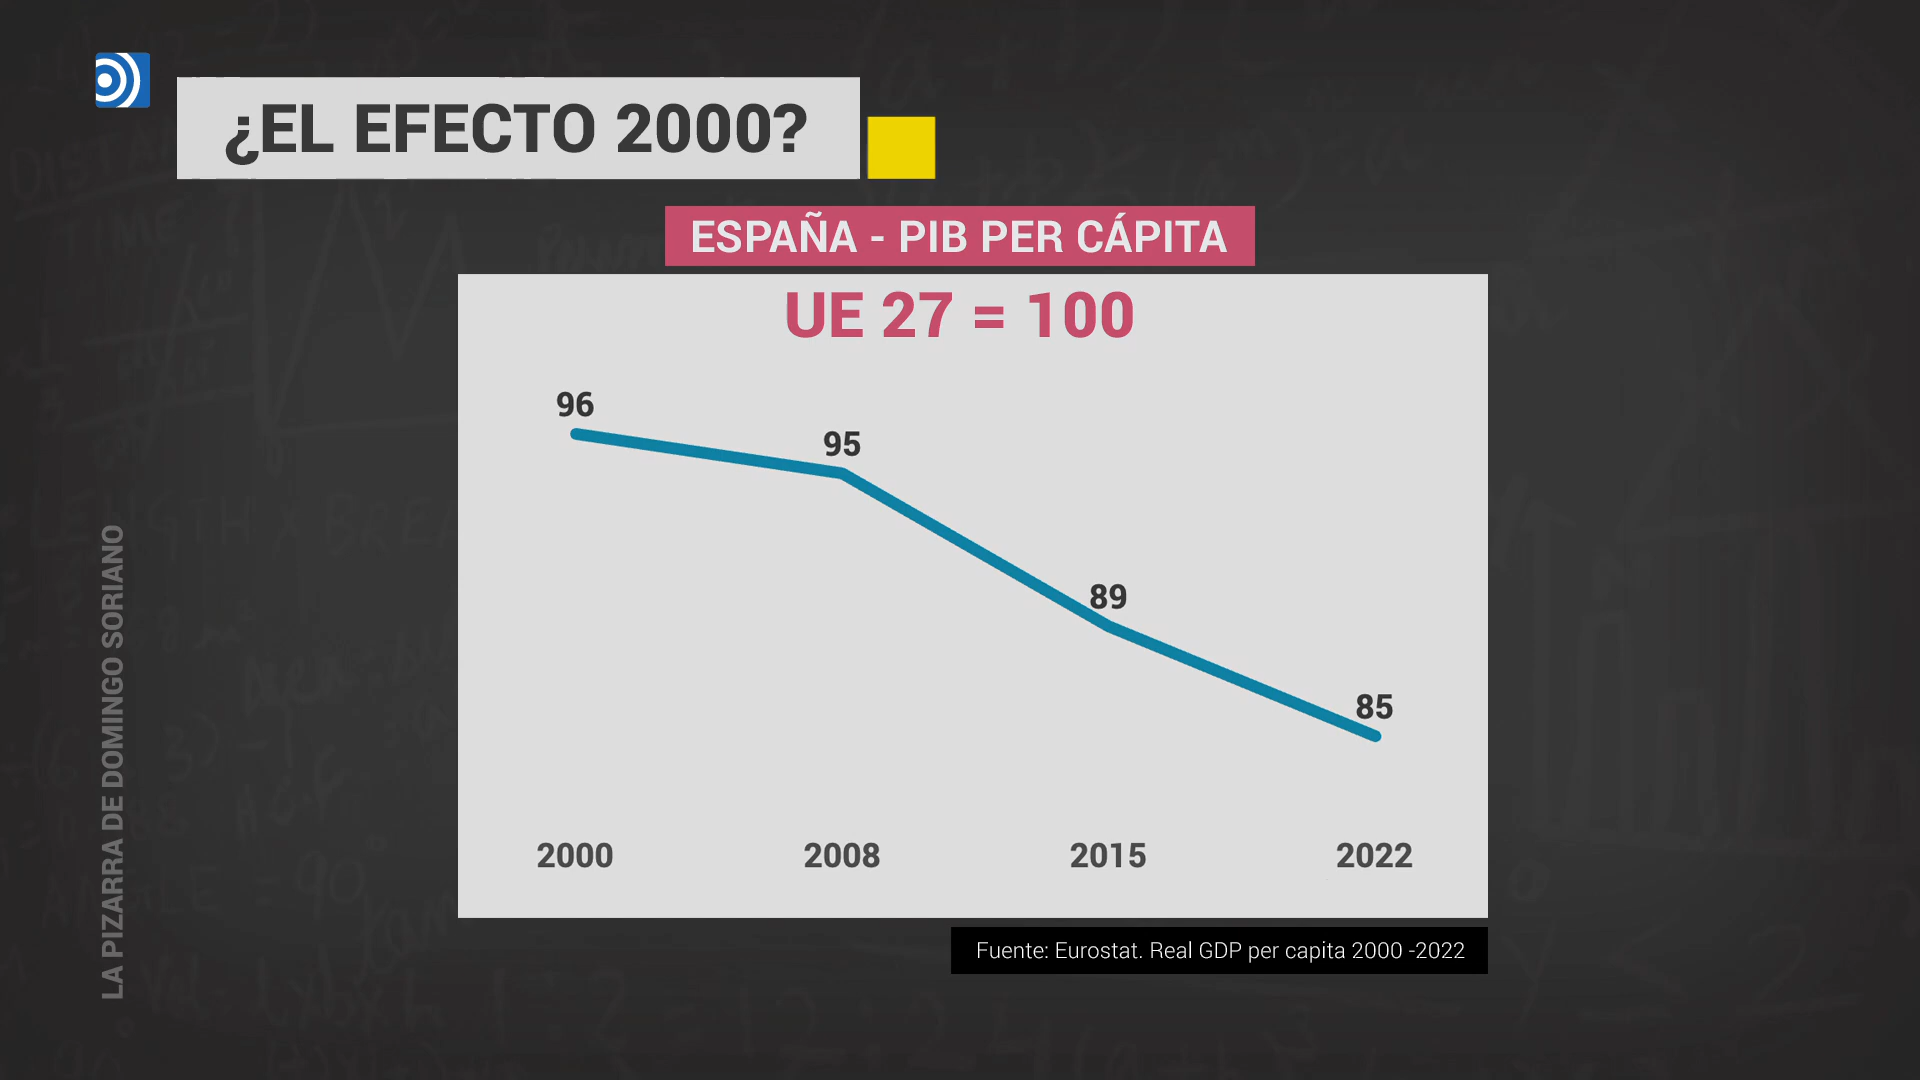 ¿EL EFECTO 2000?
ESPAÑA - PIB PER CÁPITA
UE 27 = 100
96
95
89
85
2000 2008 2015 2022
Fuente: Eurostat. Real GDP per capita 2000 -2022
LA PIZARRA DE DOMINGO SORIANO